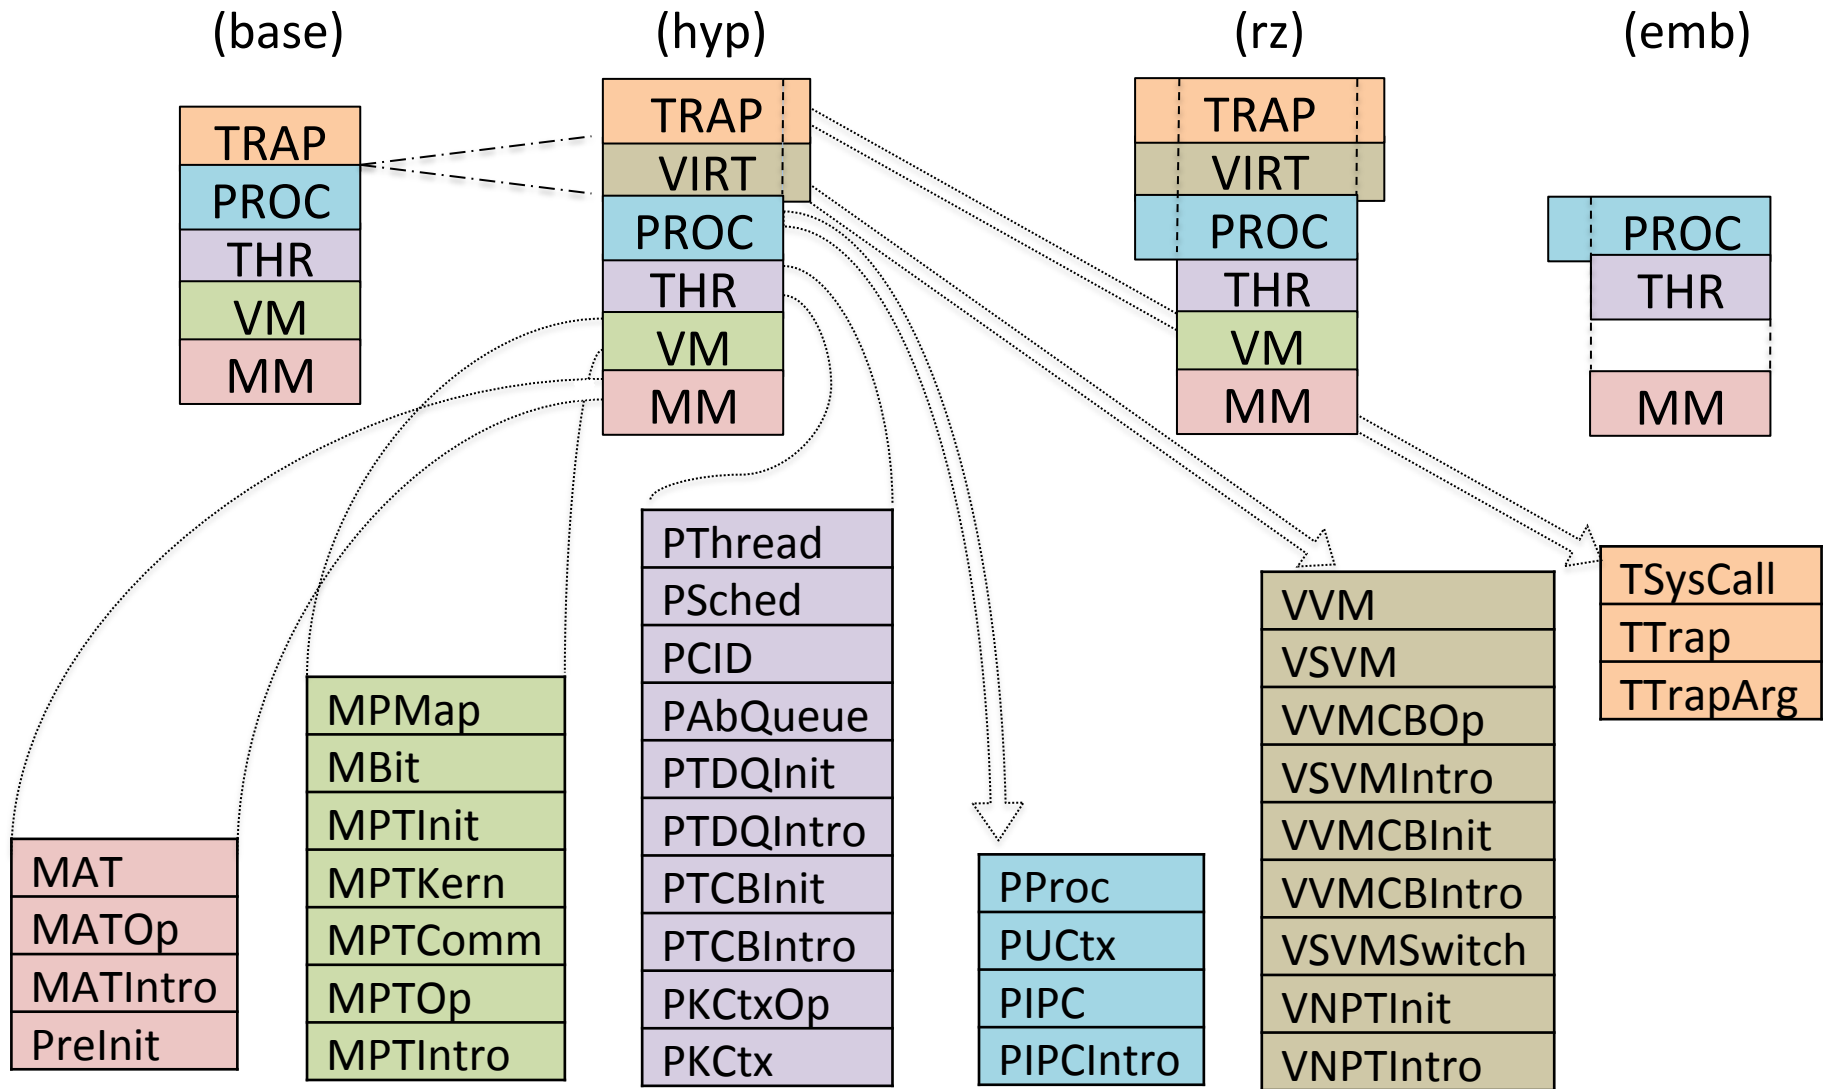 (base)
(hyp)
(rz)
(emb)
TRAP
PROC
THR
VM
MM
TRAP
VIRT
PROC
THR
VM
MM
TRAP
VIRT
PROC
THR
VM
MM
PROC
THR
MM
MAT
MATOp
MATIntro
PreInit
MPMap
MBit
MPTInit
MPTKern
MPTComm
MPTOp
MPTIntro
PThread
PSched
PCID
PAbQueue
PTDQInit
PTDQIntro
PTCBInit
PTCBIntro
PKCtxOp
PKCtx
PProc
PUCtx
PIPC
PIPCIntro
VVM
VSVM
VVMCBOp
VSVMIntro
VVMCBInit
VVMCBIntro
VSVMSwitch
VNPTInit
VNPTIntro
TSysCall
TTrap
TTrapArg